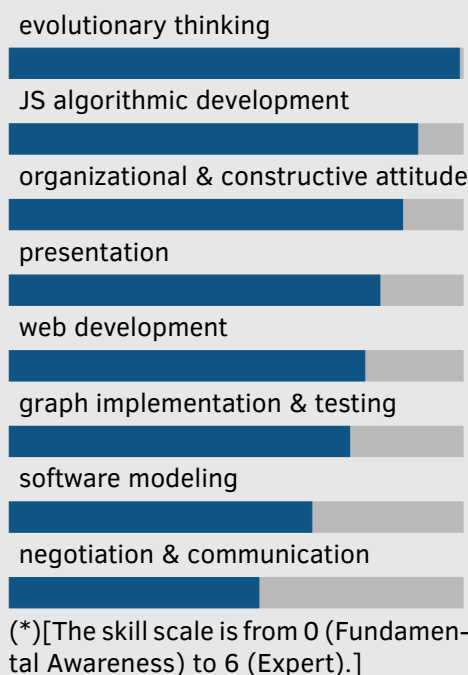 evolutionary thinking
JS algorithmic development
organizational & constructive attitude
presentation
web development
graph implementation & testing
software modeling
negotiation & communication
(*)[The skill scale is from 0 (Fundamen-
tal Awareness) to 6 (Expert).]